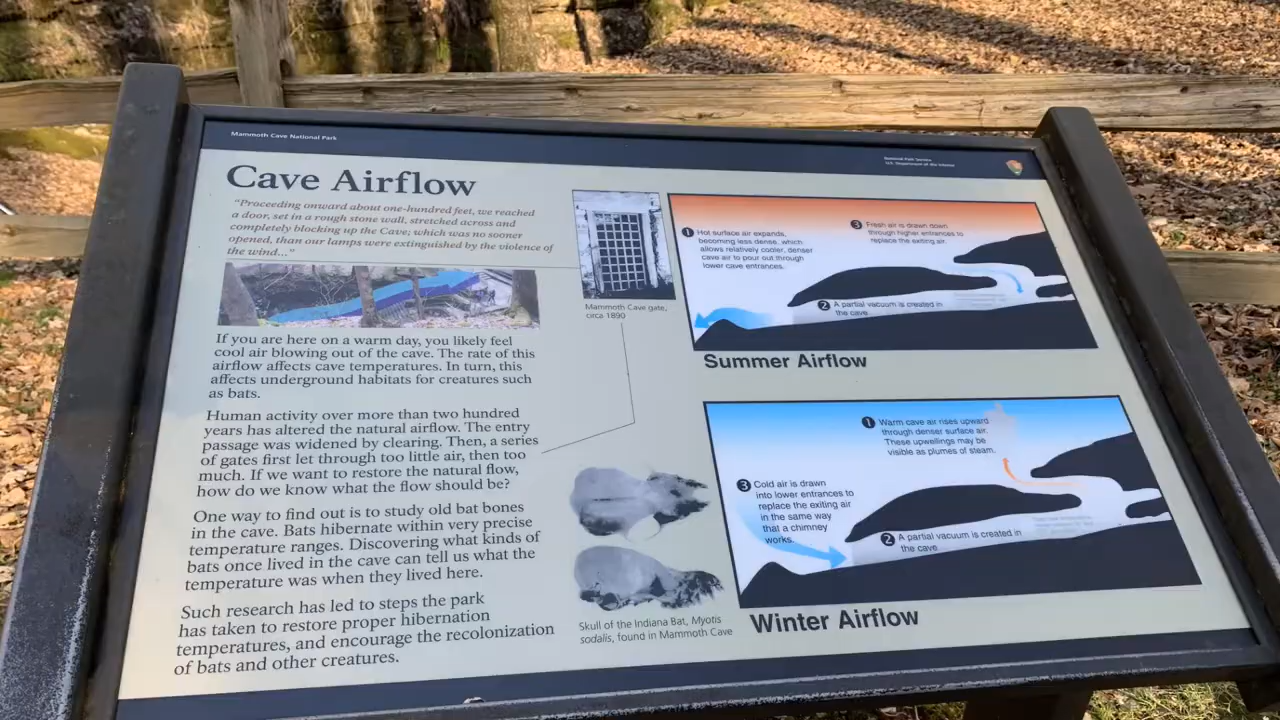 Mammoth Cave National Park
National Park Service
U.S. Department of the Interior
Cave Airflow
"Proceeding onward about one-hundred feet, we reached
a door, set in a rough stone wall, stretched across and
completely blocking up the Cave; which was no sooner
opened, than our lamps were extinguished by the violence of
the wind..."
If you are here on a warm day, you likely feel
cool air blowing out of the cave. The rate of this
airflow affects cave temperatures. In turn, this
affects underground habitats for creatures such
as bats.
Human activity over more than two hundred
years has altered the natural airflow. The entry
passage was widened by clearing. Then, a series
of gates first let through too little air, then too
much. If we want to restore the natural flow,
how do we know what the flow should be?
One way to find out is to study old bat bones
in the cave. Bats hibernate within very precise
temperature ranges. Discovering what kinds of
bats once lived in the cave can tell us what the
temperature was when they lived here.
Such research has led to steps the park
has taken to restore proper hibernation
temperatures, and encourage the recolonization
of bats and other creatures.
Mammoth Cave gate,
circa 1890
Skull of the Indiana Bat, Myotis
sodalis, found in Mammoth Cave
1 Hot surface air expands,
becoming less dense, which
allows relatively cooler, denser
cave air to pour out through
lower cave entrances.
2 A partial vacuum is created in
the cave
3 Fresh air is drawn down
through higher entrances to
replace the exiting air.
Summer Airflow
1 Warm cave air rises upward
through denser surface air.
These upwellings may be
visible as plumes of steam.
2 A partial vacuum is created in
the cave
3 Cold air is drawn
into lower entrances to
replace the exiting air
in the same way
that a chimney
works.
Winter Airflow